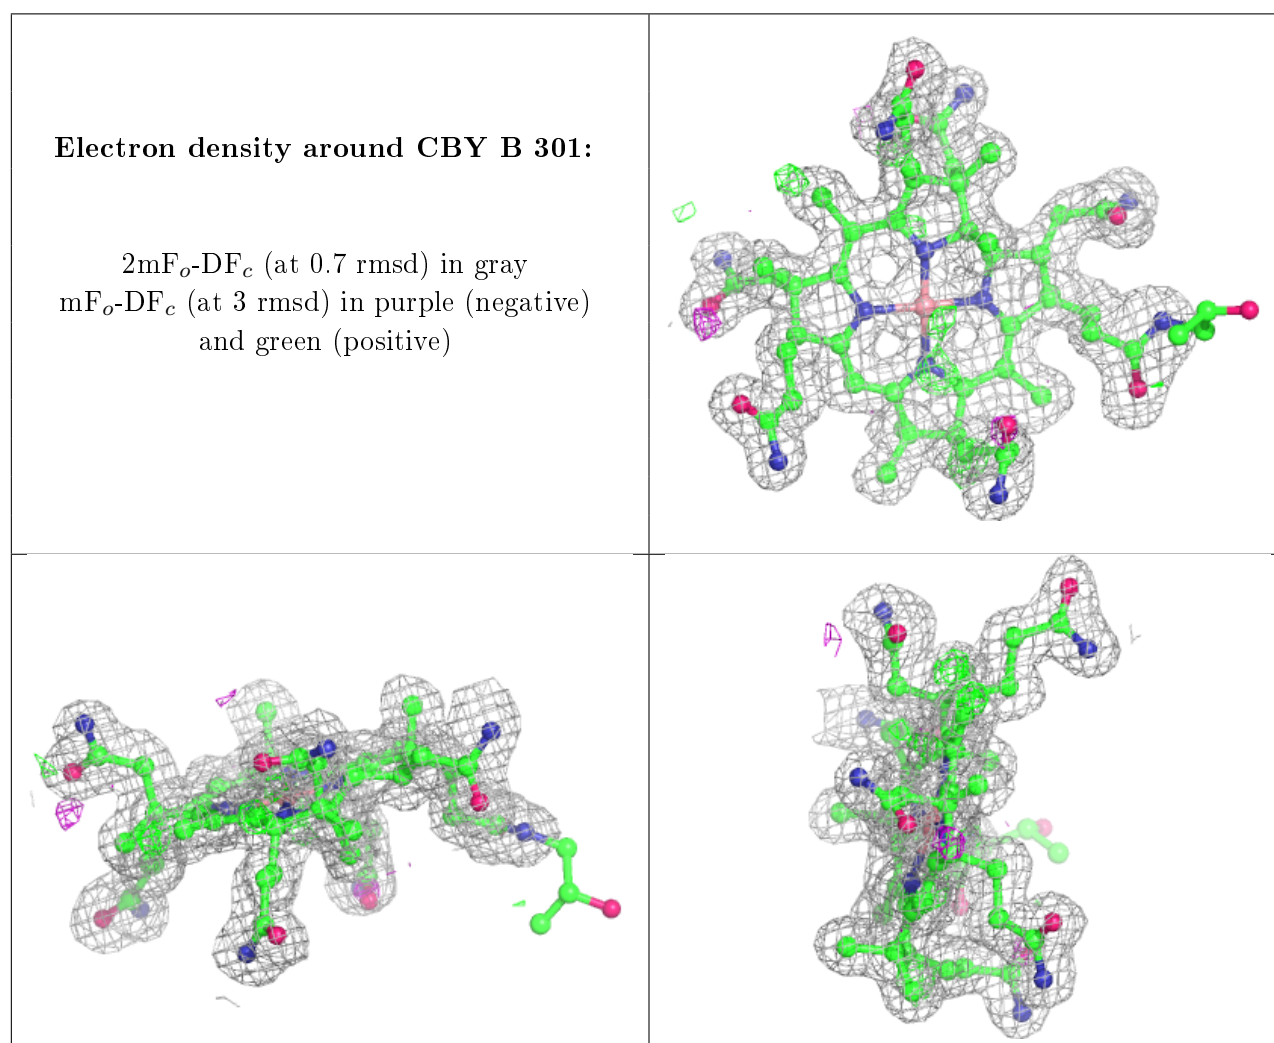 Electron density around CBY B 301:
2mFo-DFc (at 0.7 rmsd) in gray
mFo-DFc (at 3 rmsd) in purple (negative)
and green (positive)